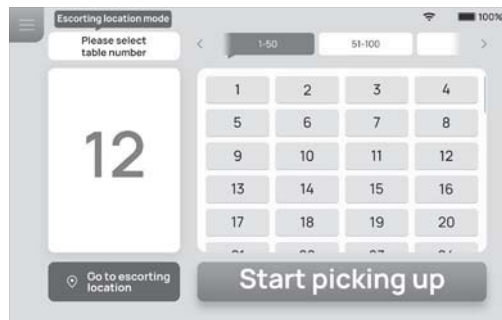 Escorting location mode
100%
Please select
table number
1-50
51-100
12
1 2 3 4
5 6 7 8
9 10 11 12
13 14 15 16
17 18 19 20
Go to escorting
location
Start picking up